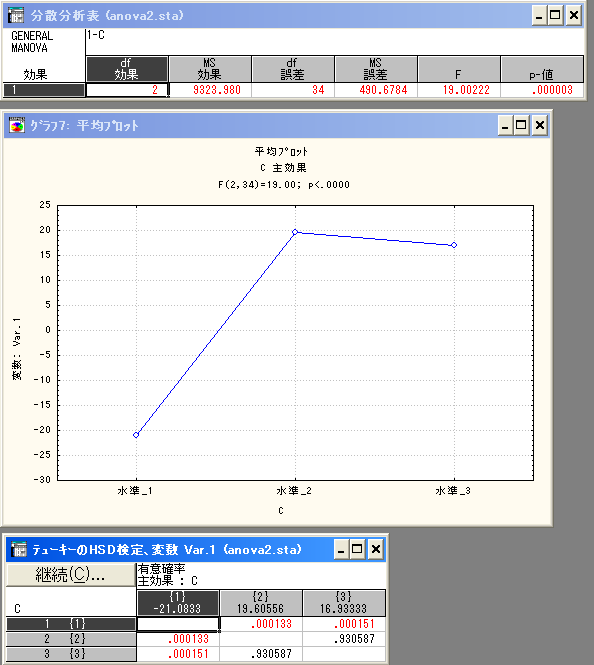 分散分析表 (anova2.sta)
GENERAL MANOVA 1-C
効果 df 効果 MS 効果 df 誤差 MS 誤差 F p-値
1 2 9323.980 34 490.6784 19.00222 .000003
グラフ7: 平均プロット
平均プロット
C 主効果
F(2,34)=19.00; p<.0000
25
20
15
10
5
0
-5
-10
-15
-20
-25
-30
変数: Var.1
水準_1 水準_2 水準_3
C
テューキーのHSD検定、変数 Var.1 (anova2.sta)
継続(C)... 有意確率
主効果 : C
C {1} {2} {3}
-21.0833 19.60556 16.93333
1 {1} .000133 .000151
2 {2} .000133 .930587
3 {3} .000151 .930587